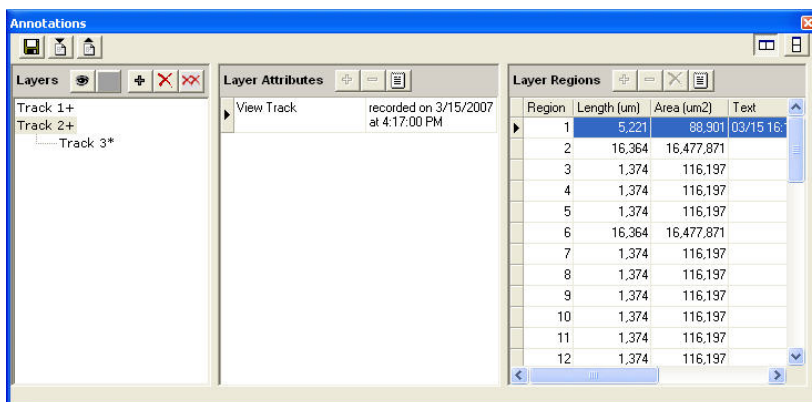 Annotations
Layers
Layer Attributes
Layer Regions
Track 1+
Track 2+
Track 3*
View Track recorded on 3/15/2007
at 4:17:00 PM
Region Length (um) Area (um2) Text
1 5,221 88,901 03/15 16:
2 16,364 16,477,871
3 1,374 116,197
4 1,374 116,197
5 1,374 116,197
6 16,364 16,477,871
7 1,374 116,197
8 1,374 116,197
9 1,374 116,197
10 1,374 116,197
11 1,374 116,197
12 1,374 116,197